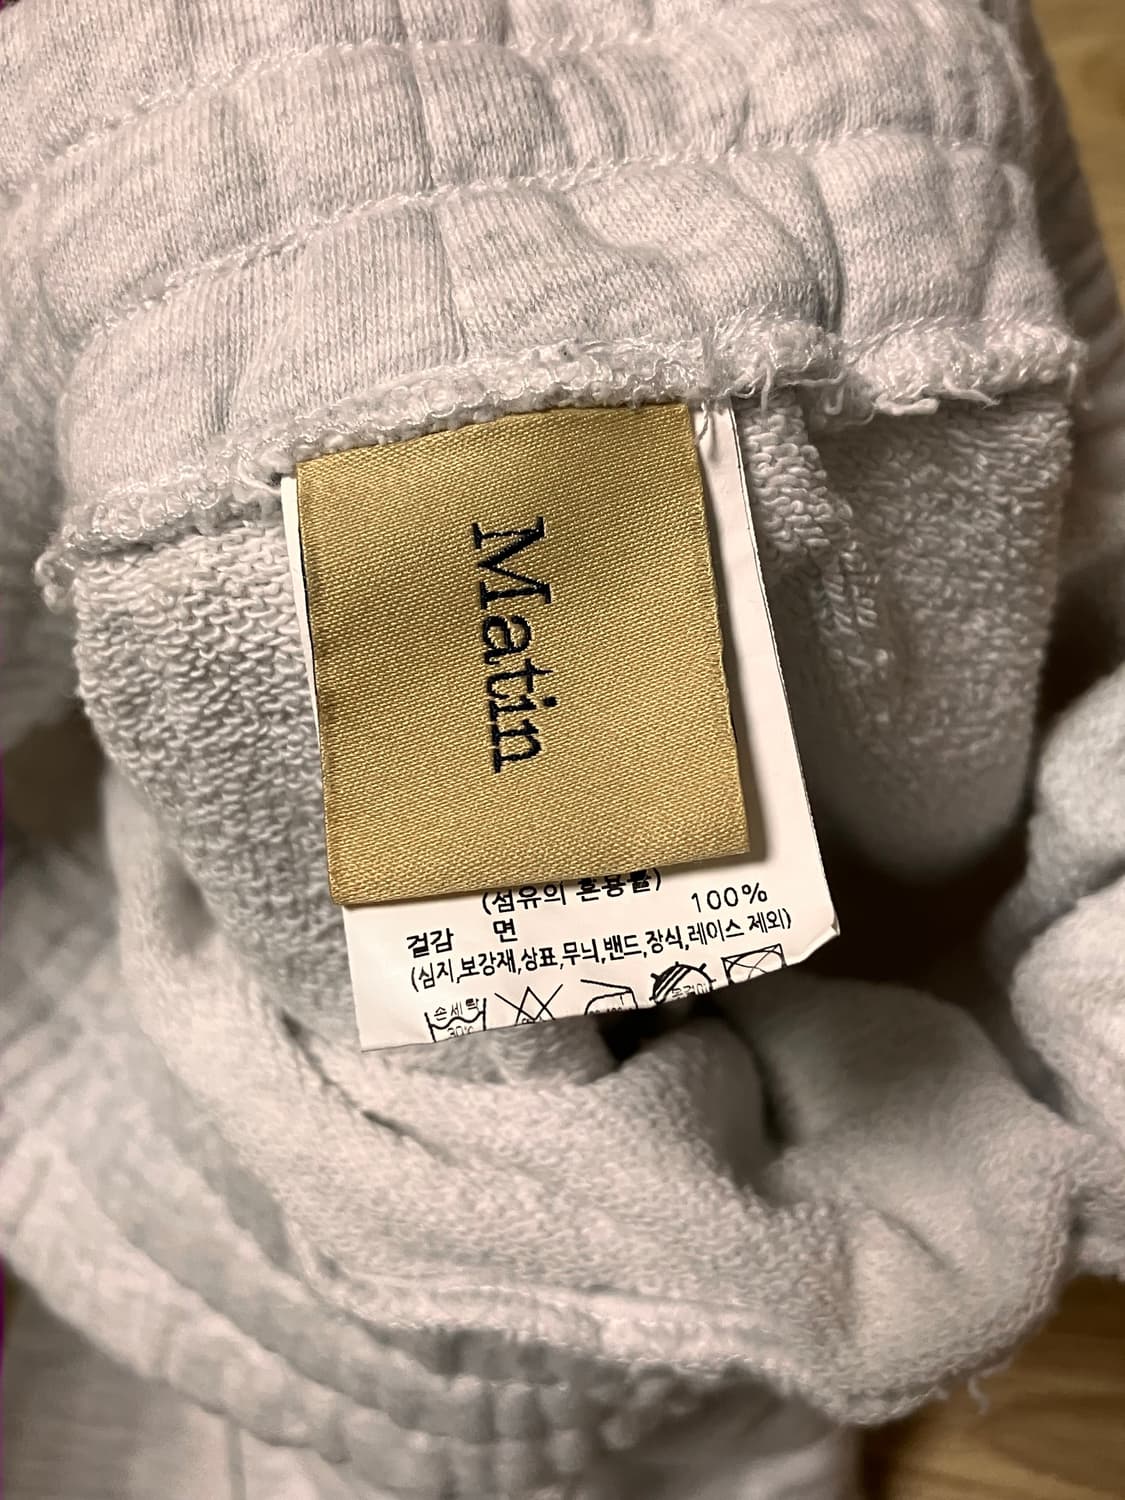 Matin
(섬유의 혼용률)
겉감 면 100%
(심지,보강재,상표,무늬,밴드,장식,레이스 제외)
손세탁
30℃